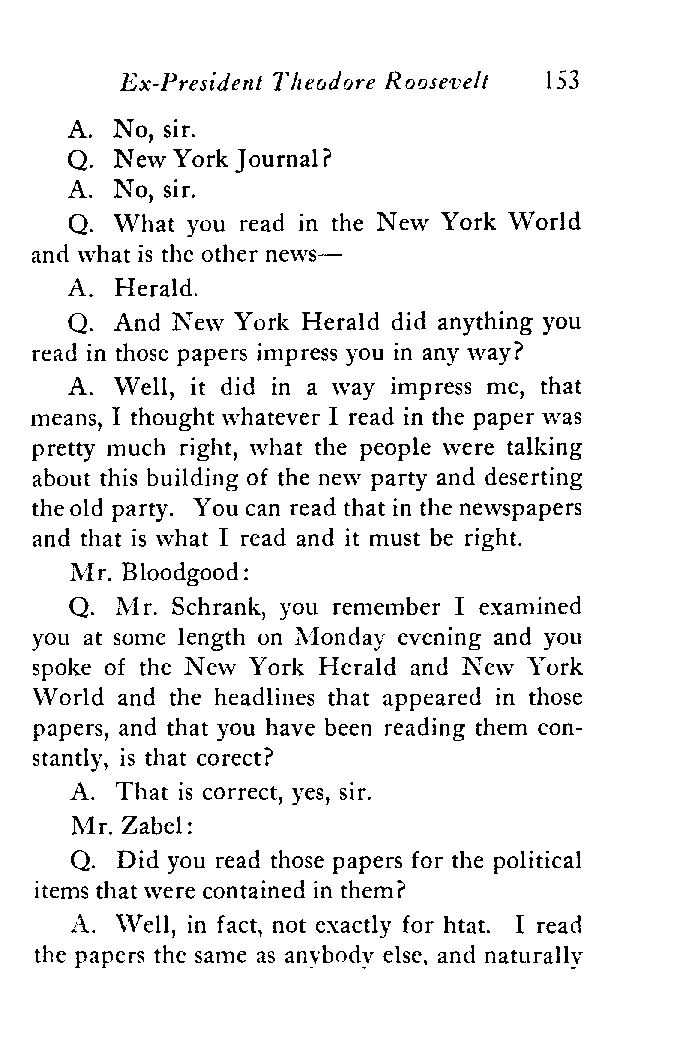 Ex-President Theodore Roosevelt 153
A. No, sir.
Q. New York Journal?
A. No, sir.
Q. What you read in the New York World
and what is the other news—
A. Herald.
Q. And New York Herald did anything you
read in those papers impress you in any way?
A. Well, it did in a way impress me, that
means, I thought whatever I read in the paper was
pretty much right, what the people were talking
about this building of the new party and deserting
the old party. You can read that in the newspapers
and that is what I read and it must be right.
Mr. Bloodgood:
Q. Mr. Schrank, you remember I examined
you at some length on Monday evening and you
spoke of the New York Herald and New York
World and the headlines that appeared in those
papers, and that you have been reading them con-
stantly, is that corect?
A. That is correct, yes, sir.
Mr. Zabel:
Q. Did you read those papers for the political
items that were contained in them?
A. Well, in fact, not exactly for htat. I read
the papers the same as anybody else, and naturally